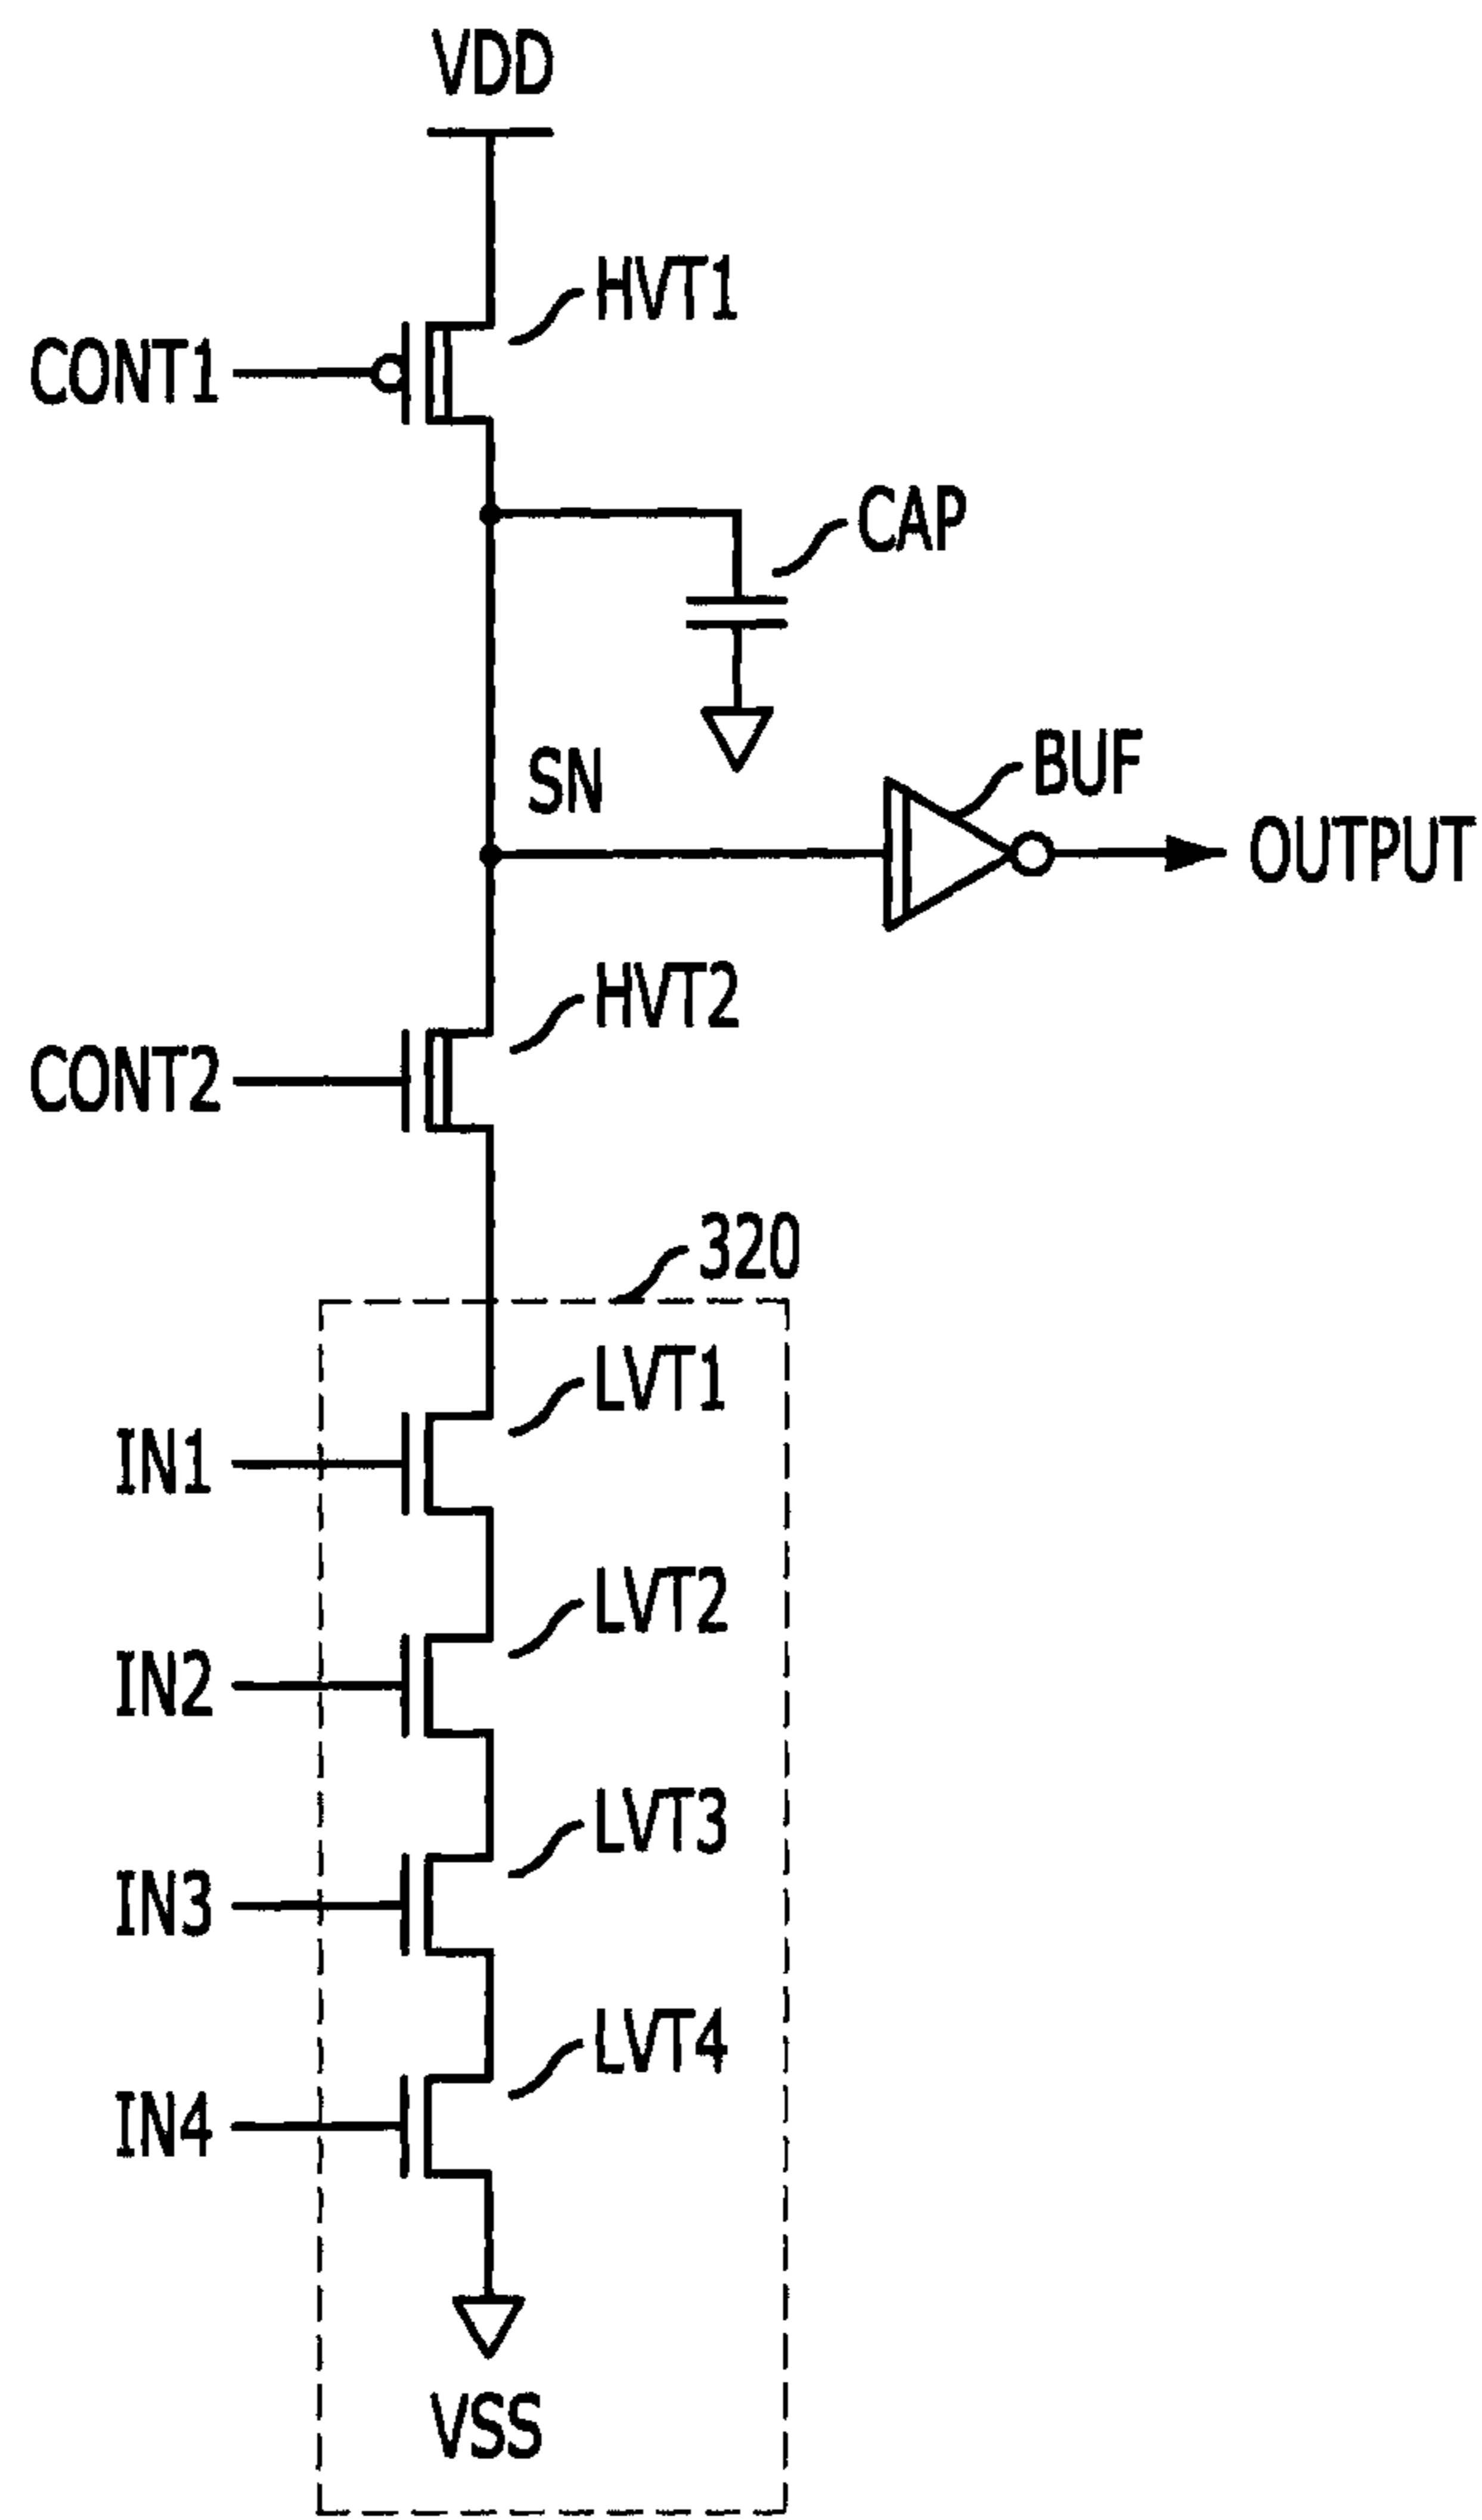 VDD
HVT1
CONT1
CAP
SN
BUF
OUTPUT
HVT2
CONT2
320
LVT1
IN1
LVT2
IN2
LVT3
IN3
LVT4
IN4
VSS